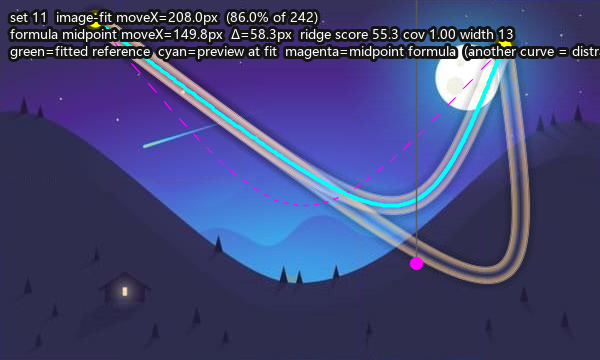 set 11  image-fit moveX=208.0px  (86.0% of 242)
formula midpoint moveX=149.8px  Δ=58.3px  ridge score 55.3 cov 1.00 width 13
green=fitted reference  cyan=preview at fit  magenta=midpoint formula  (another curve = distra